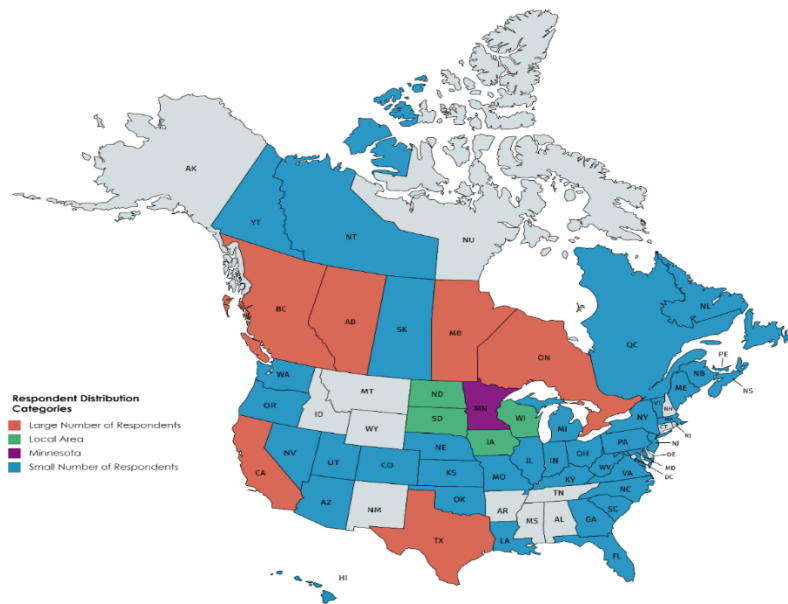 AK
YT
NT
NU
BC
AB
SK
MB
ON
QC
NL
PE
NB
NS
ME
WA
MT
ND
MN
OR
ID
WY
SD
WI
MI
NY
VT
NH
MA
CT
RI
Respondent Distribution
Categories
Large Number of Respondents
Local Area
Minnesota
Small Number of Respondents
CA
NV
UT
CO
NE
KS
IA
MO
IL
IN
OH
PA
NJ
DE
MD
DC
WV
VA
KY
NC
TN
SC
AZ
NM
OK
AR
TX
LA
MS
AL
GA
FL
HI